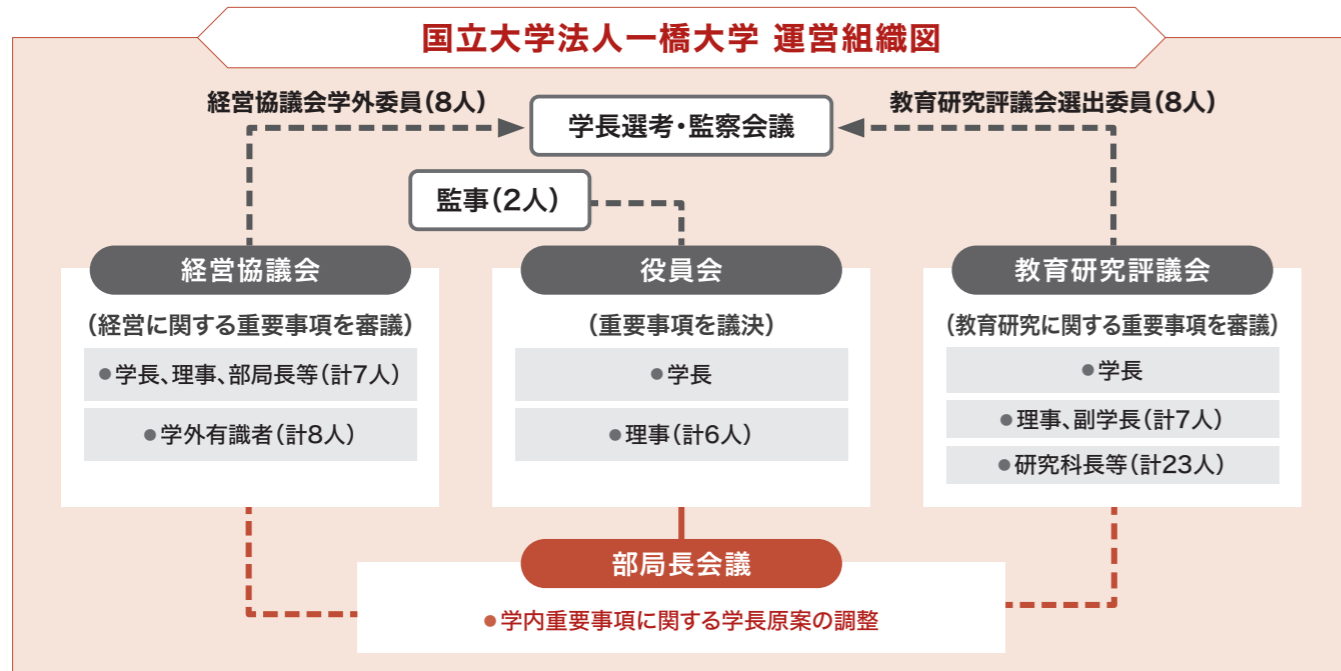 国立大学法人一橋大学 運営組織図
経営協議会学外委員(8人)
教育研究評議会選出委員(8人)
学長選考・監察会議
監事(2人)
経営協議会
(経営に関する重要事項を審議)
●学長、理事、部局長等(計7人)
●学外有識者(計8人)
役員会
(重要事項を議決)
●学長
●理事(計6人)
教育研究評議会
(教育研究に関する重要事項を審議)
●学長
●理事、副学長(計7人)
●研究科長等(計23人)
部局長会議
●学内重要事項に関する学長原案の調整